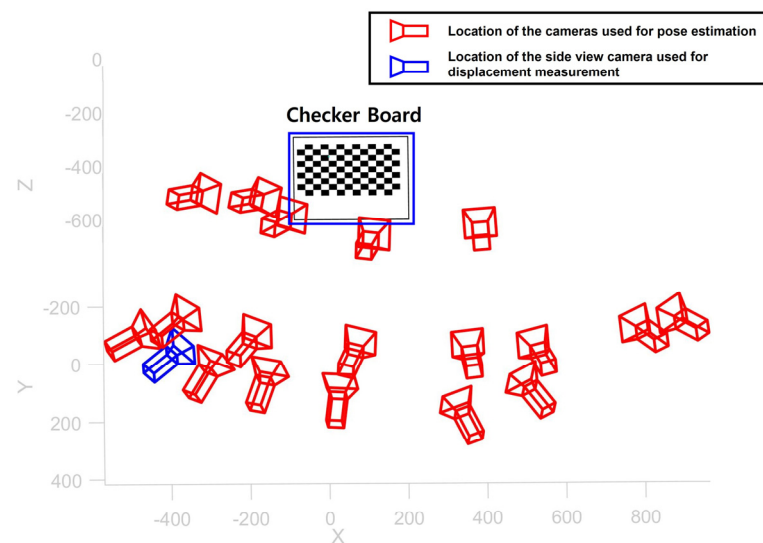 Location of the cameras used for pose estimation
Location of the side view camera used for
displacement measurement
0
-200
Checker Board
-400
Z
-600
-200
0
Y
200
400
-400
-200
0
200
400
600
800
X